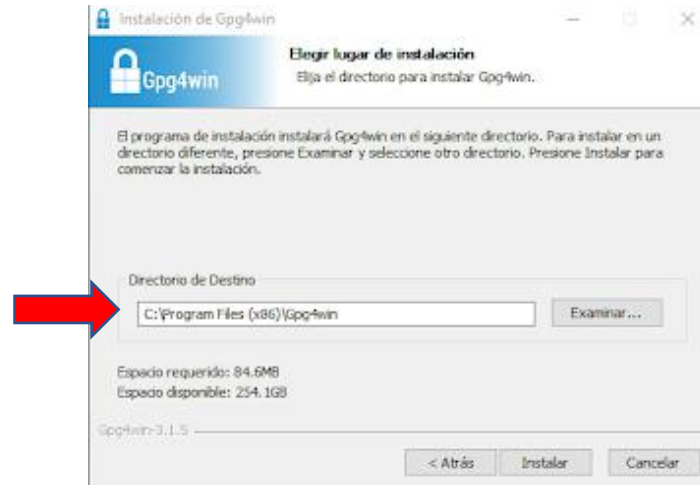 Instalación de Gpg4win
Gpg4win
Elegir lugar de instalación
Elija el directorio para instalar Gpg4win.
El programa de instalación instalará Gpg4win en el siguiente directorio. Para instalar en un
directorio diferente, presione Examinar y seleccione otro directorio. Presione Instalar para
comenzar la instalación.
Directorio de Destino
C:\Program Files (x86)\Gpg4win
Examinar...
Espacio requerido: 84.6MB
Espacio disponible: 254.1GB
Gpg4win-3.1.5
< Atrás Instalar Cancelar